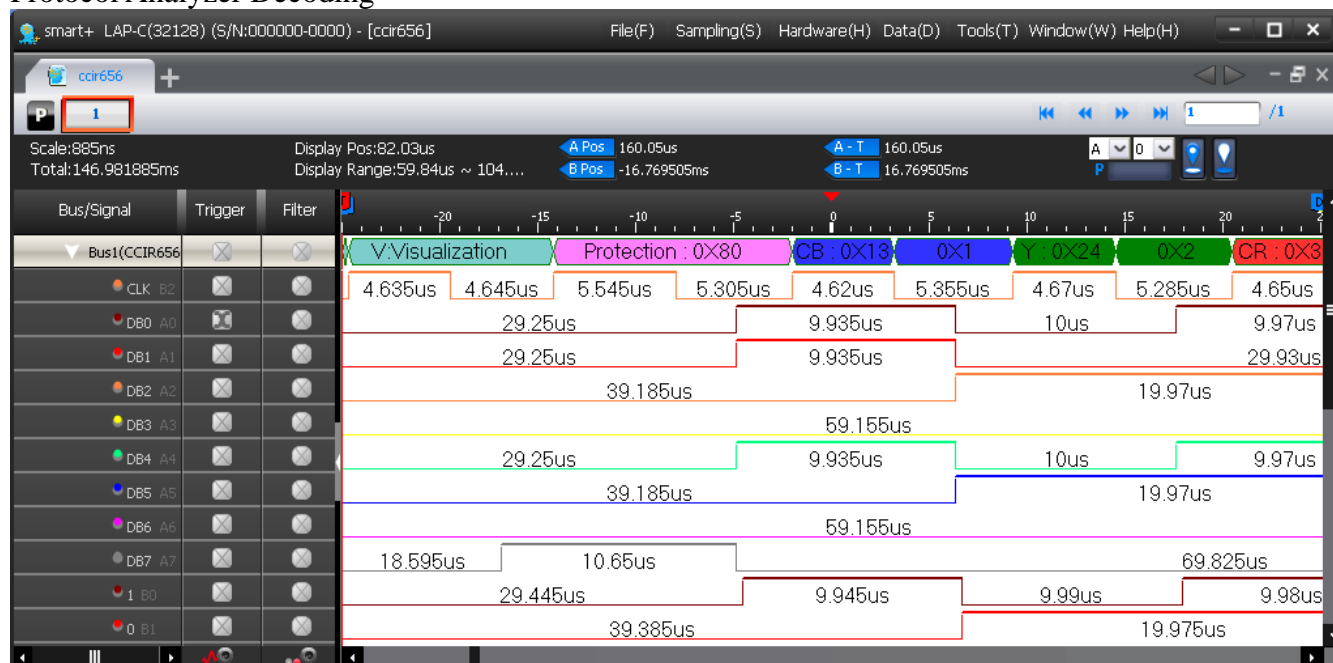 Protocol Analyzer Decoding
smart+ LAP-C(32128) (S/N:000000-0000) - [ccir656] File(F) Sampling(S) Hardware(H) Data(D) Tools(T) Window(W) Help(H)
ccir656
P 1 1 /1
Scale:885ns Display Pos:82.03us A Pos 160.05us A - T 160.05us A 0
Total:146.981885ms Display Range:59.84us ~ 104.... B Pos -16.769505ms B - T 16.769505ms P
Bus/Signal Trigger Filter -20 -15 -10 -5 0 5 10 15 20
Bus1(CCIR656 V:Visualization Protection : 0X80 CB : 0X13 0X1 Y : 0X24 0X2 CR : 0X3
CLK B2 4.635us 4.645us 5.545us 5.305us 4.62us 5.355us 4.67us 5.285us 4.65us
DB0 A0 29.25us 9.935us 10us 9.97us
DB1 A1 29.25us 9.935us 29.93us
DB2 A2 39.185us 19.97us
DB3 A3 59.155us
DB4 A4 29.25us 9.935us 10us 9.97us
DB5 A5 39.185us 19.97us
DB6 A6 59.155us
DB7 A7 18.595us 10.65us 69.825us
1 B0 29.445us 9.945us 9.99us 9.98us
0 B1 39.385us 19.975us